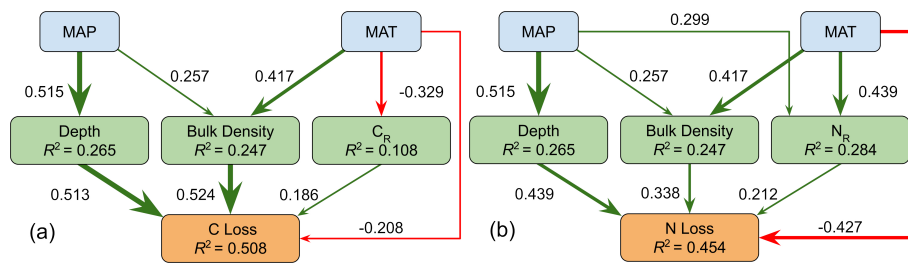 MAP
MAT
0.515
0.257
0.417
-0.329
Depth
R² = 0.265
Bulk Density
R² = 0.247
C_R
R² = 0.108
0.513
0.524
0.186
-0.208
C Loss
R² = 0.508
(a)
MAP
0.299
MAT
0.515
0.257
0.417
0.439
Depth
R² = 0.265
Bulk Density
R² = 0.247
N_R
R² = 0.284
0.439
0.338
0.212
-0.427
N Loss
R² = 0.454
(b)